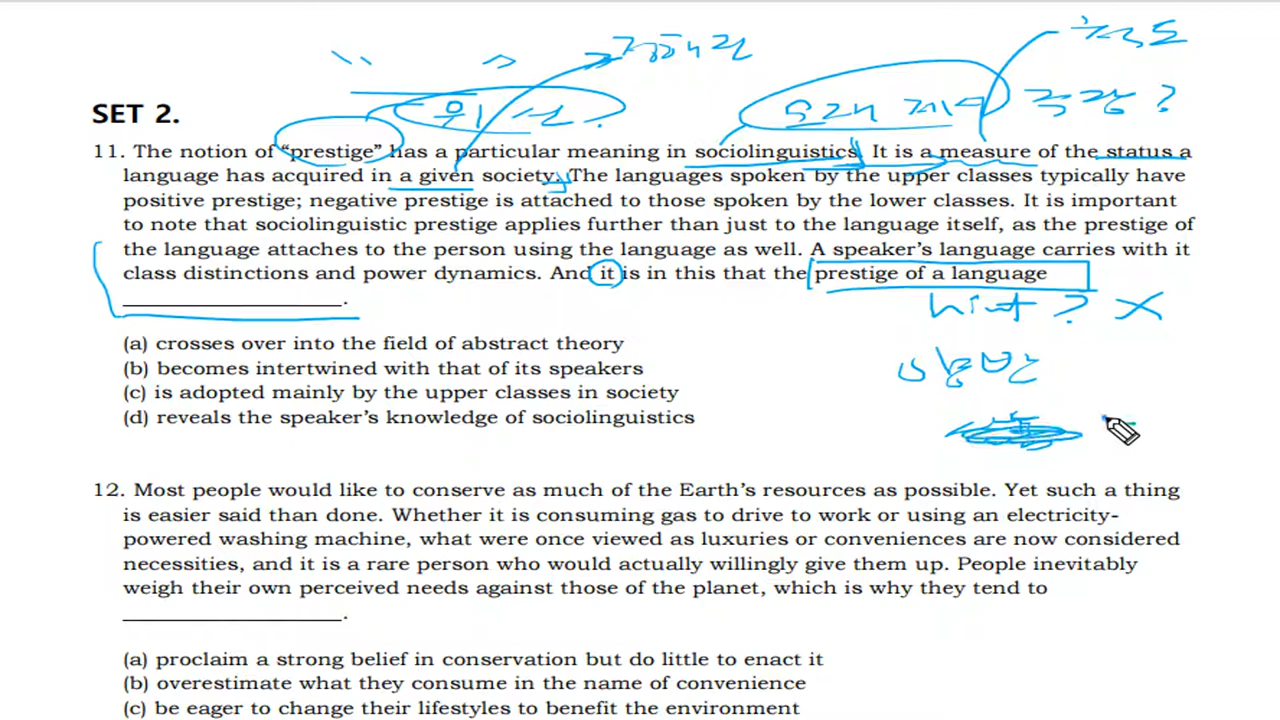 위선?
측정도
극강?
SET 2.
11. The notion of “prestige” has a particular meaning in sociolinguistics. It is a measure of the status a
language has acquired in a given society. The languages spoken by the upper classes typically have
positive prestige; negative prestige is attached to those spoken by the lower classes. It is important
to note that sociolinguistic prestige applies further than just to the language itself, as the prestige of
the language attaches to the person using the language as well. A speaker’s language carries with it
class distinctions and power dynamics. And it is in this that the prestige of a language
____________________.
hint? X
(a) crosses over into the field of abstract theory
(b) becomes intertwined with that of its speakers
(c) is adopted mainly by the upper classes in society
(d) reveals the speaker’s knowledge of sociolinguistics
12. Most people would like to conserve as much of the Earth’s resources as possible. Yet such a thing
is easier said than done. Whether it is consuming gas to drive to work or using an electricity-
powered washing machine, what were once viewed as luxuries or conveniences are now considered
necessities, and it is a rare person who would actually willingly give them up. People inevitably
weigh their own perceived needs against those of the planet, which is why they tend to
____________________.
(a) proclaim a strong belief in conservation but do little to enact it
(b) overestimate what they consume in the name of convenience
(c) be eager to change their lifestyles to benefit the environment